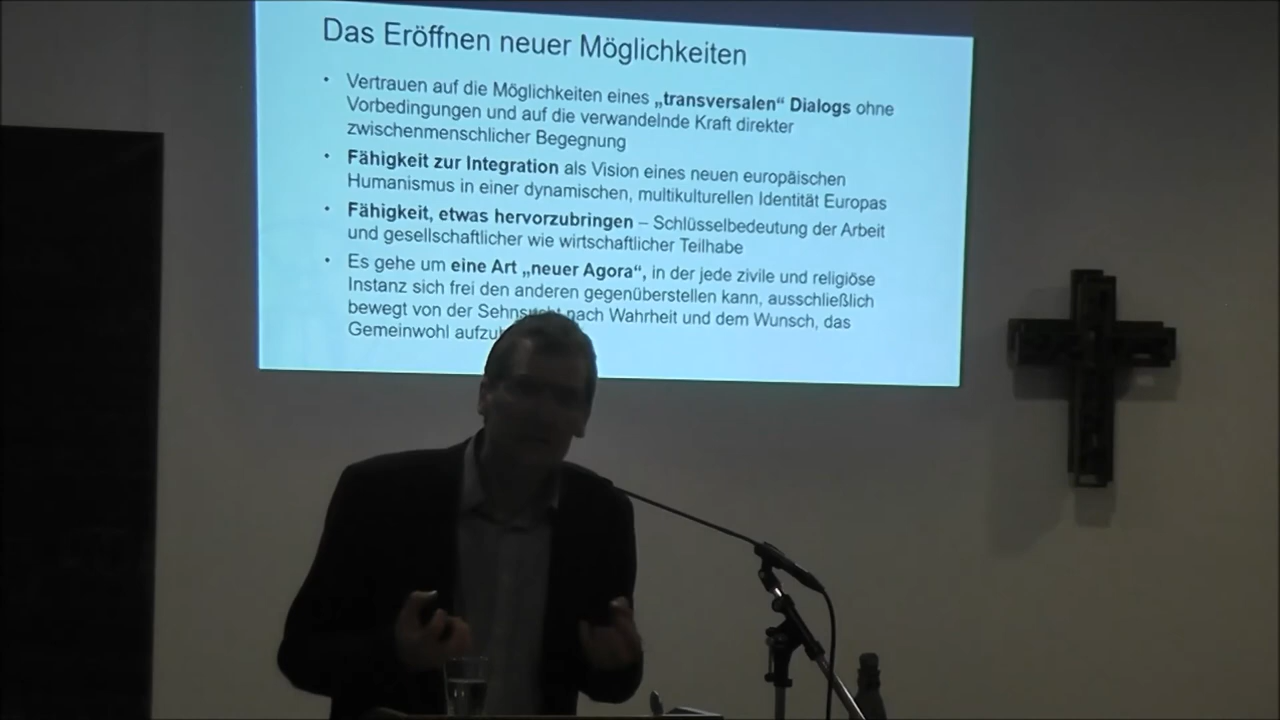 Das Eröffnen neuer Möglichkeiten
• Vertrauen auf die Möglichkeiten eines „transversalen“ Dialogs ohne
Vorbedingungen und auf die verwandelnde Kraft direkter
zwischenmenschlicher Begegnung
• Fähigkeit zur Integration als Vision eines neuen europäischen
Humanismus in einer dynamischen, multikulturellen Identität Europas
• Fähigkeit, etwas hervorzubringen – Schlüsselbedeutung der Arbeit
und gesellschaftlicher wie wirtschaftlicher Teilhabe
• Es gehe um eine Art „neuer Agora“, in der jede zivile und religiöse
Instanz sich frei den anderen gegenüberstellen kann, ausschließlich
bewegt von der Sehnsucht nach Wahrheit und dem Wunsch, das
Gemeinwohl